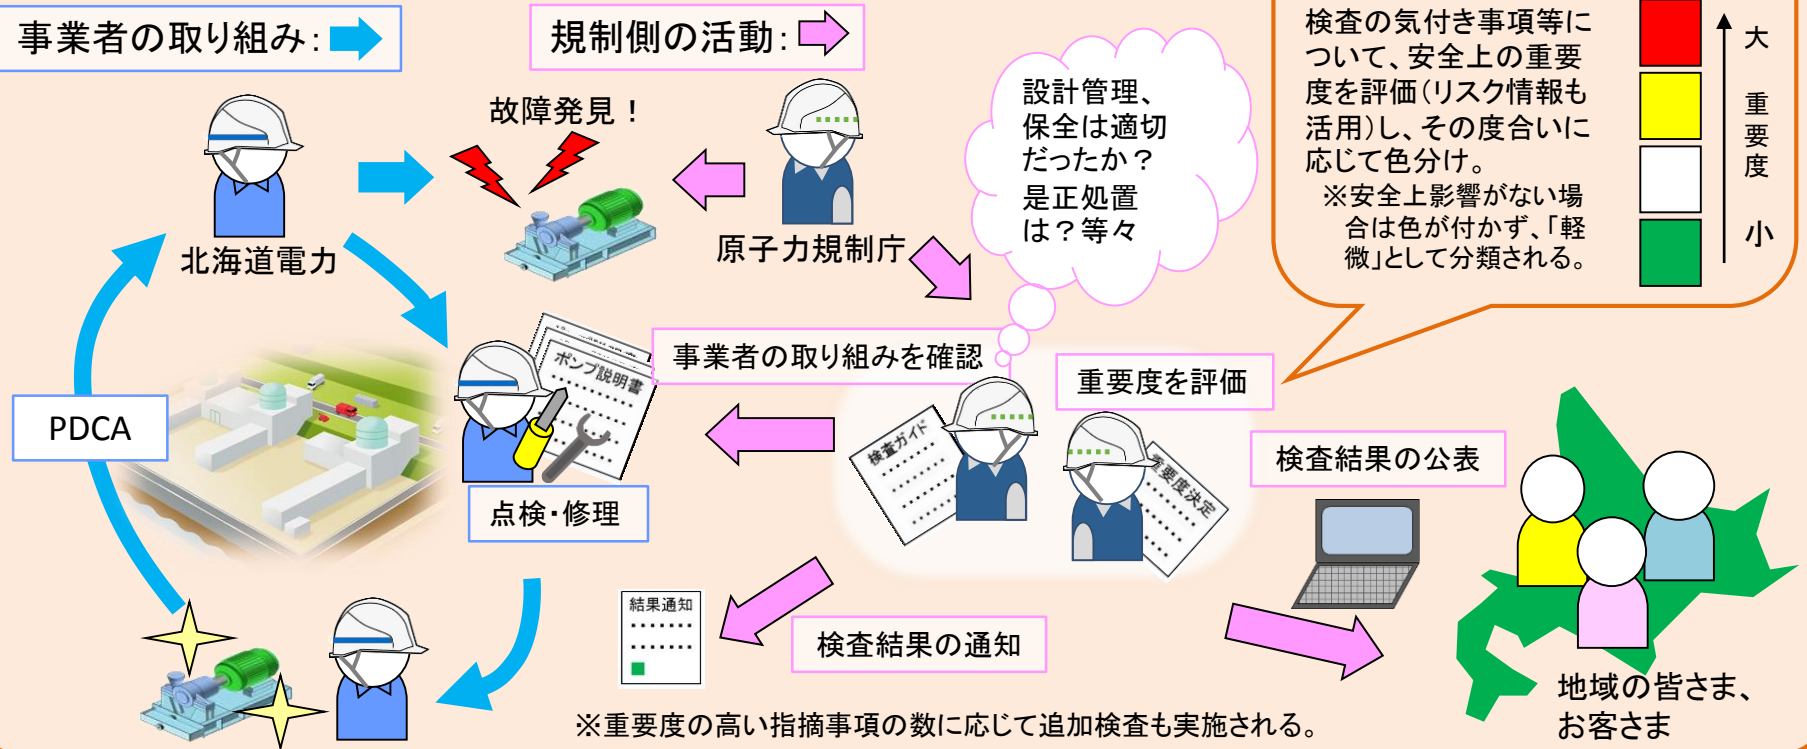 事業者の取り組み:
規制側の活動:
検査の気付き事項等に
ついて、安全上の重要
度を評価(リスク情報も
活用)し、その度合いに
応じて色分け。
※安全上影響がない場
合は色が付かず、「軽
微」として分類される。
大
重要度
小
故障発見!
設計管理、
保全は適切
だったか?
是正処置
は?等々
北海道電力
原子力規制庁
ポンプ説明書
事業者の取り組みを確認
重要度を評価
PDCA
検査ガイド
重要度決定
検査結果の公表
点検・修理
結果通知
検査結果の通知
地域の皆さま、
お客さま
※重要度の高い指摘事項の数に応じて追加検査も実施される。